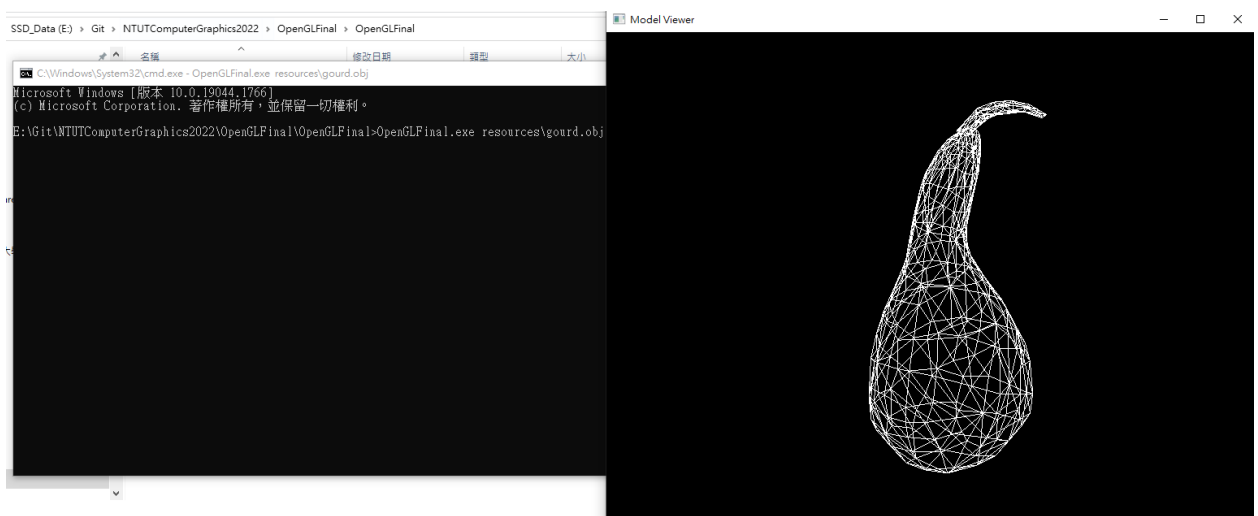 SSD_Data (E:) › Git › NTUTComputerGraphics2022 › OpenGLFinal › OpenGLFinal
名稱 修改日期 類型 大小
C:\Windows\System32\cmd.exe - OpenGLFinal.exe resources\gourd.obj
Microsoft Windows [版本 10.0.19044.1766]
(c) Microsoft Corporation. 著作權所有，並保留一切權利。
E:\Git\NTUTComputerGraphics2022\OpenGLFinal\OpenGLFinal>OpenGLFinal.exe resources\gourd.obj
Model Viewer